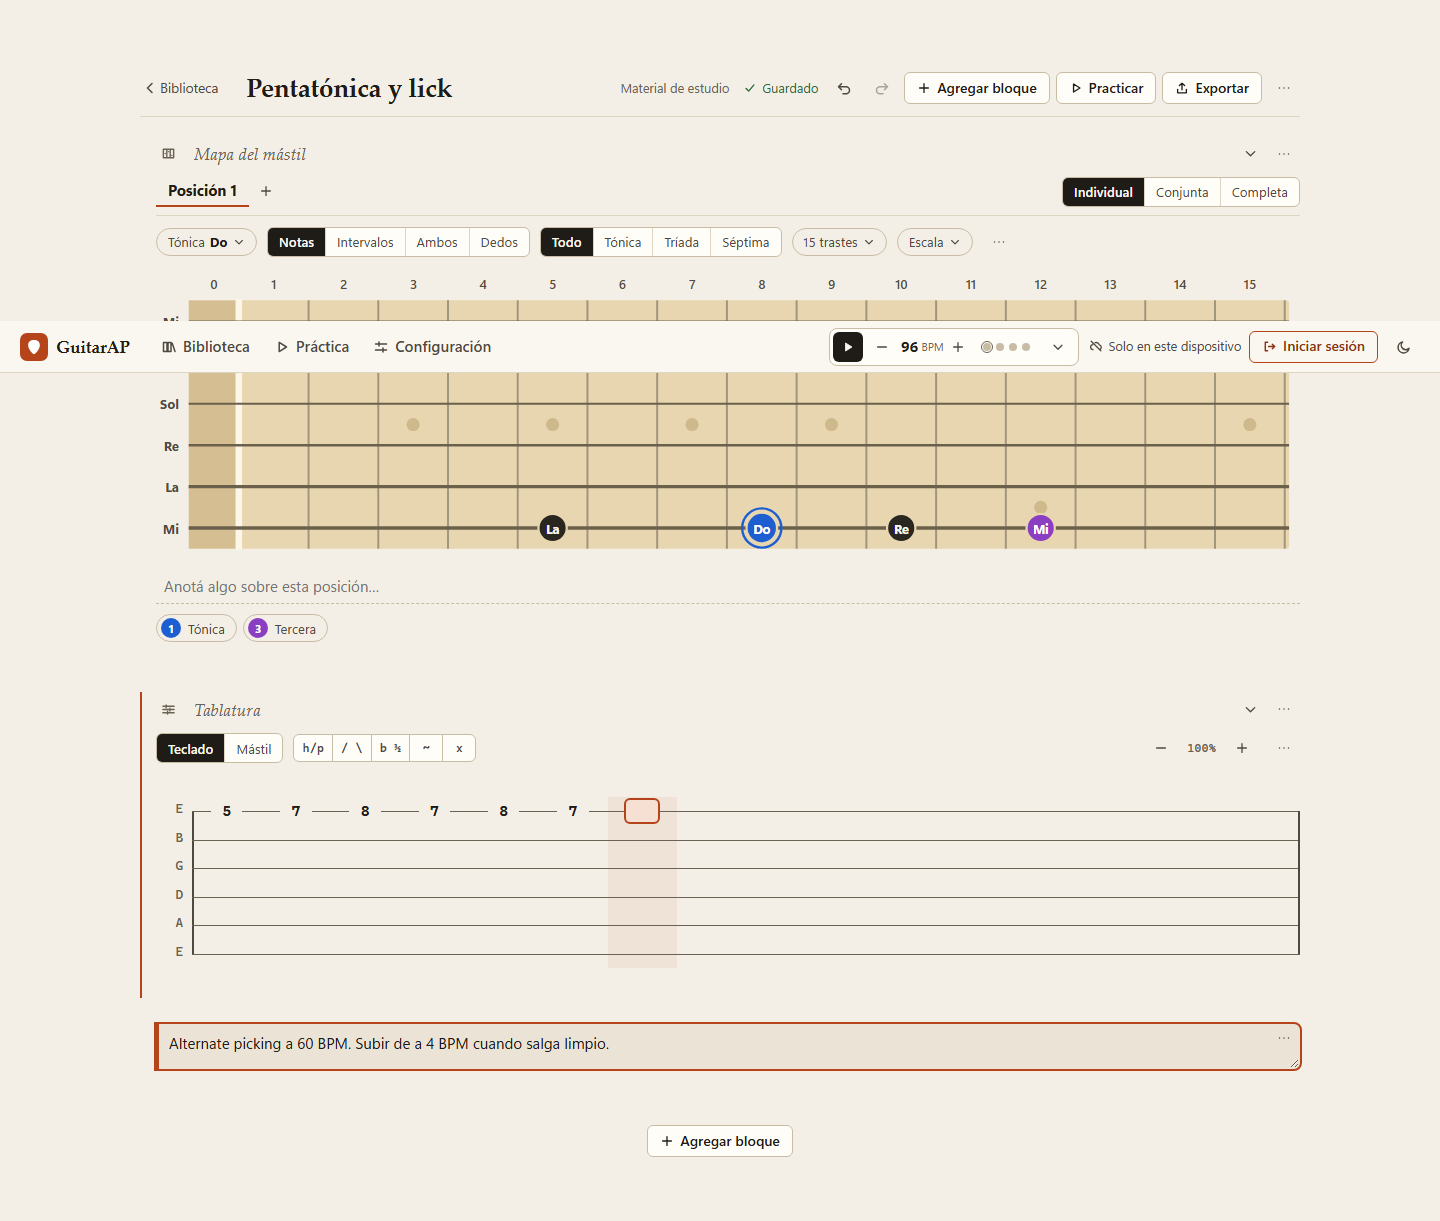 Biblioteca Pentatónica y lick Material de estudio Guardado Agregar bloque Practicar Exportar ...
Mapa del mástil ...
Posición 1 + Individual Conjunta Completa
Tónica Do Notas Intervalos Ambos Dedos Todo Tónica Tríada Séptima 15 trastes Escala ...
0 1 2 3 4 5 6 7 8 9 10 11 12 13 14 15
GuitarAP Biblioteca Práctica Configuración − 96 BPM + Solo en este dispositivo Iniciar sesión
Sol
Re
La
Mi La Do Re Mi
Anotá algo sobre esta posición...
1 Tónica 3 Tercera
Tablatura ...
Teclado Mástil h/p / \ b ½ ~ x − 100% + ...
E 5 7 8 7 8 7
B
G
D
A
E
Alternate picking a 60 BPM. Subir de a 4 BPM cuando salga limpio. ...
+ Agregar bloque